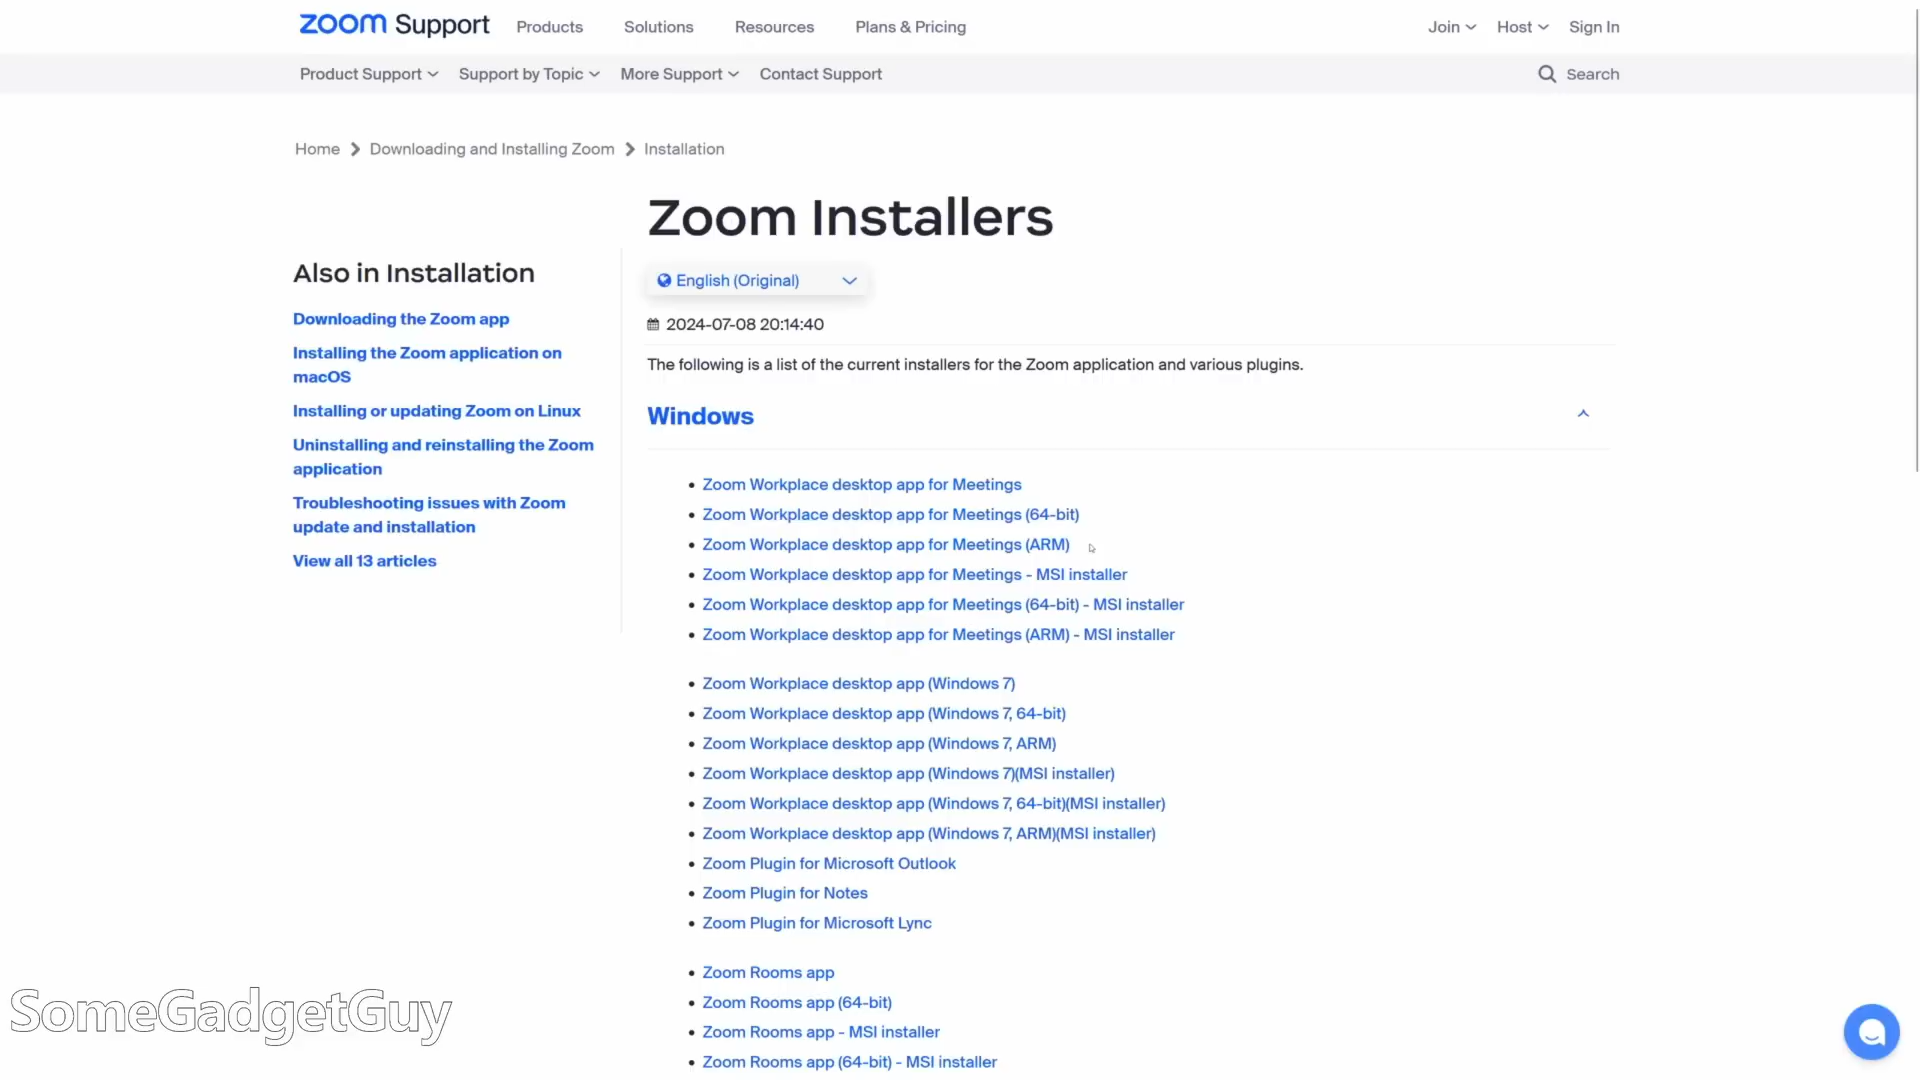 zoom Support Products Solutions Resources Plans & Pricing Join Host Sign In
Product Support Support by Topic More Support Contact Support Search
Home Downloading and Installing Zoom Installation
Zoom Installers
English (Original)
2024-07-08 20:14:40
The following is a list of the current installers for the Zoom application and various plugins.
Also in Installation
Downloading the Zoom app
Installing the Zoom application on
macOS
Installing or updating Zoom on Linux
Uninstalling and reinstalling the Zoom
application
Troubleshooting issues with Zoom
update and installation
View all 13 articles
Windows
Zoom Workplace desktop app for Meetings
Zoom Workplace desktop app for Meetings (64-bit)
Zoom Workplace desktop app for Meetings (ARM)
Zoom Workplace desktop app for Meetings - MSI installer
Zoom Workplace desktop app for Meetings (64-bit) - MSI installer
Zoom Workplace desktop app for Meetings (ARM) - MSI installer
Zoom Workplace desktop app (Windows 7)
Zoom Workplace desktop app (Windows 7, 64-bit)
Zoom Workplace desktop app (Windows 7, ARM)
Zoom Workplace desktop app (Windows 7)(MSI installer)
Zoom Workplace desktop app (Windows 7, 64-bit)(MSI installer)
Zoom Workplace desktop app (Windows 7, ARM)(MSI installer)
Zoom Plugin for Microsoft Outlook
Zoom Plugin for Notes
Zoom Plugin for Microsoft Lync
Zoom Rooms app
Zoom Rooms app (64-bit)
Zoom Rooms app - MSI installer
Zoom Rooms app (64-bit) - MSI installer
SomeGadgetGuy